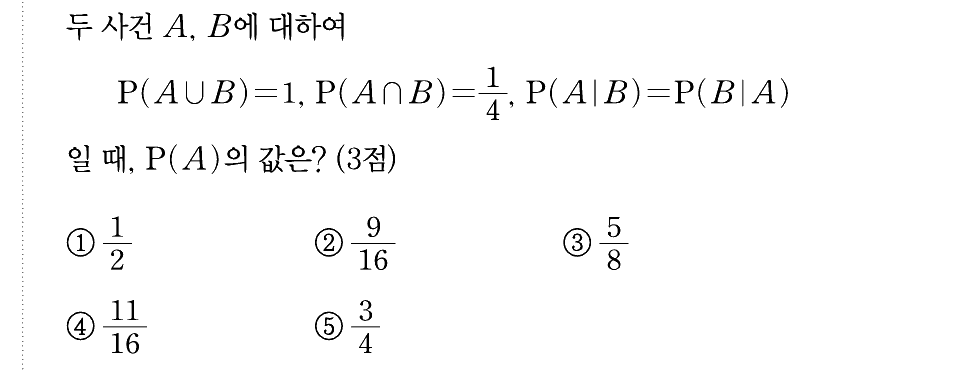 두 사건 A, B에 대하여
P(A∪B)=1, P(A∩B)=1/4, P(A|B)=P(B|A)
일 때, P(A)의 값은? (3점)
① 1/2 ② 9/16 ③ 5/8
④ 11/16 ⑤ 3/4